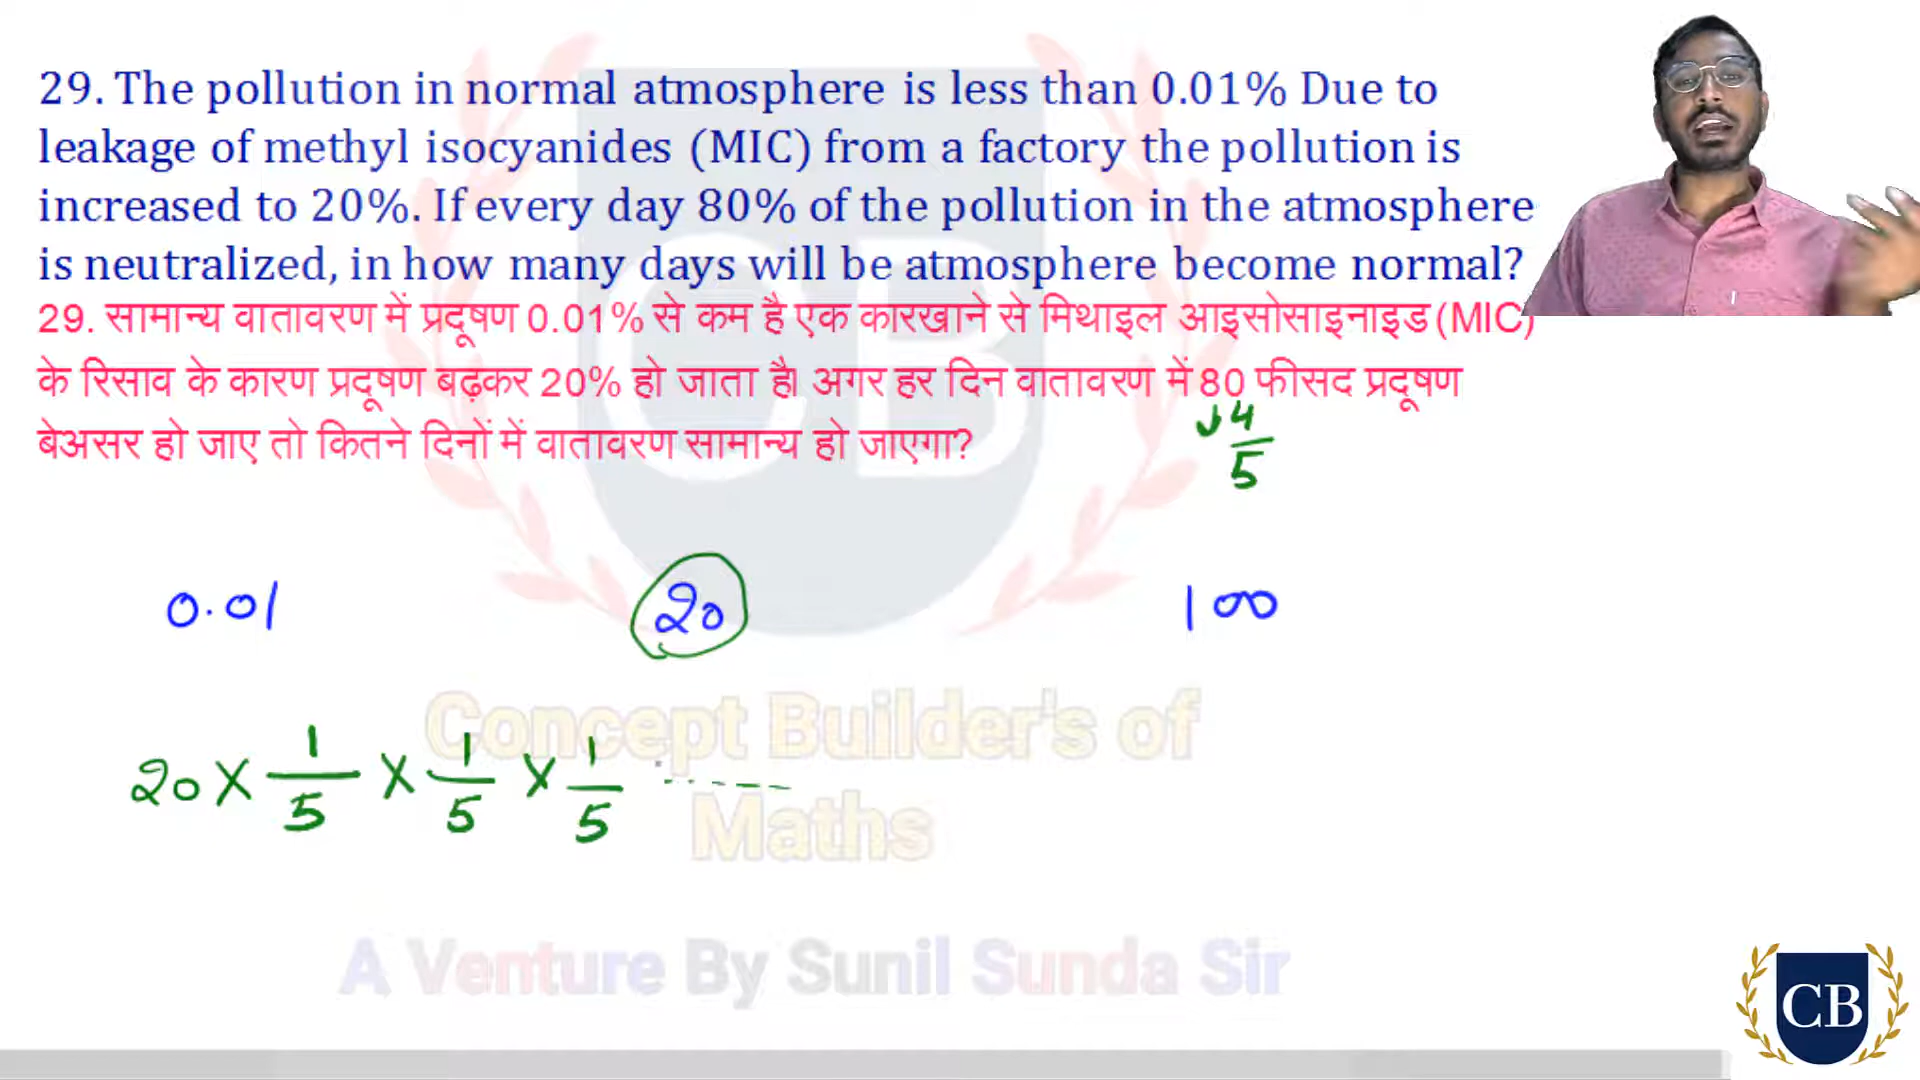 29. The pollution in normal atmosphere is less than 0.01% Due to
leakage of methyl isocyanides (MIC) from a factory the pollution is
increased to 20%. If every day 80% of the pollution in the atmosphere
is neutralized, in how many days will be atmosphere become normal?
29. सामान्य वातावरण में प्रदूषण 0.01% से कम है एक कारखाने से मिथाइल आइसोसाइनाइड (MIC)
के रिसाव के कारण प्रदूषण बढ़कर 20% हो जाता है। अगर हर दिन वातावरण में 80 फीसद प्रदूषण
बेअसर हो जाए तो कितने दिनों में वातावरण सामान्य हो जाएगा?
↓ 4/5
0.01 20 100
20 × 1/5 × 1/5 × 1/5 ------
CB
Concept Builder's of
Maths
A Venture By Sunil Sunda Sir
CB